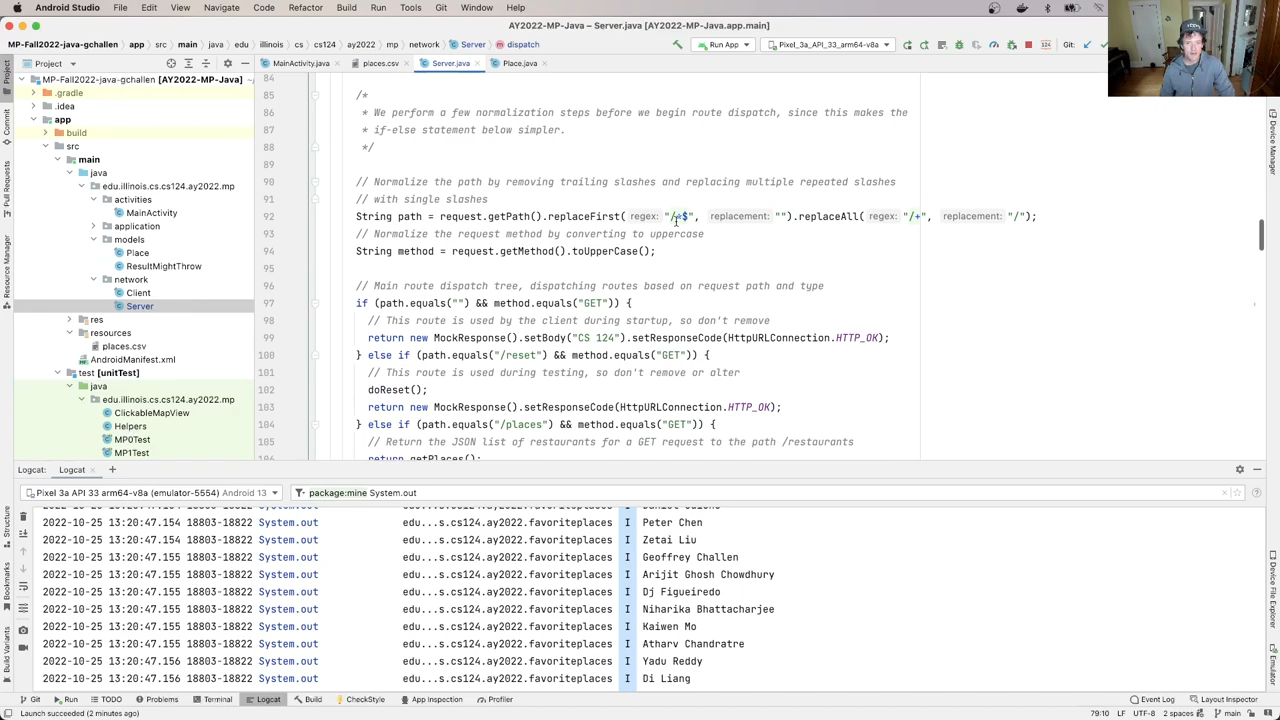 Android Studio File Edit View Navigate Code Refactor Build Run Tools Git Window Help
AY2022-MP-Java – Server.java [AY2022-MP-Java.app.main]
MP-Fall2022-java-gchallen app src main java edu illinois cs cs124 ay2022 mp network Server dispatch Run App Pixel_3a_API_33_arm64-v8a Git:
Project MainActivity.java places.csv Server.java Place.java
MP-Fall2022-java-gchallen [AY2022-MP-Java]
.gradle
.idea
app
build
src
main
java
edu.illinois.cs.cs124.ay2022.mp
activities
MainActivity
application
models
Place
ResultMightThrow
network
Client
Server
res
resources
places.csv
AndroidManifest.xml
test [unitTest]
java
edu.illinois.cs.cs124.ay2022.mp
ClickableMapView
Helpers
MP0Test
MP1Test
84
85 /*
86 * We perform a few normalization steps before we begin route dispatch, since this makes the
87 * if-else statement below simpler.
88 */
89
90 // Normalize the path by removing trailing slashes and replacing multiple repeated slashes
91 // with single slashes
92 String path = request.getPath().replaceFirst( regex: "/*$", replacement: "").replaceAll( regex: "/+", replacement: "/");
93 // Normalize the request method by converting to uppercase
94 String method = request.getMethod().toUpperCase();
95
96 // Main route dispatch tree, dispatching routes based on request path and type
97 if (path.equals("") && method.equals("GET")) {
98 // This route is used by the client during startup, so don't remove
99 return new MockResponse().setBody("CS 124").setResponseCode(HttpURLConnection.HTTP_OK);
100 } else if (path.equals("/reset") && method.equals("GET")) {
101 // This route is used during testing, so don't remove or alter
102 doReset();
103 return new MockResponse().setResponseCode(HttpURLConnection.HTTP_OK);
104 } else if (path.equals("/places") && method.equals("GET")) {
105 // Return the JSON list of restaurants for a GET request to the path /restaurants
return getPlaces();
Logcat: Logcat
Pixel 3a API 33 arm64-v8a (emulator-5554) Android 13 package:mine System.out
2022-10-25 13:20:47.154 18803-18822 System.out edu...s.cs124.ay2022.favoriteplaces I Peter Chen
2022-10-25 13:20:47.154 18803-18822 System.out edu...s.cs124.ay2022.favoriteplaces I Zetai Liu
2022-10-25 13:20:47.155 18803-18822 System.out edu...s.cs124.ay2022.favoriteplaces I Geoffrey Challen
2022-10-25 13:20:47.155 18803-18822 System.out edu...s.cs124.ay2022.favoriteplaces I Arijit Ghosh Chowdhury
2022-10-25 13:20:47.155 18803-18822 System.out edu...s.cs124.ay2022.favoriteplaces I Dj Figueiredo
2022-10-25 13:20:47.155 18803-18822 System.out edu...s.cs124.ay2022.favoriteplaces I Niharika Bhattacharjee
2022-10-25 13:20:47.155 18803-18822 System.out edu...s.cs124.ay2022.favoriteplaces I Kaiwen Mo
2022-10-25 13:20:47.155 18803-18822 System.out edu...s.cs124.ay2022.favoriteplaces I Atharv Chandratre
2022-10-25 13:20:47.156 18803-18822 System.out edu...s.cs124.ay2022.favoriteplaces I Yadu Reddy
2022-10-25 13:20:47.156 18803-18822 System.out edu...s.cs124.ay2022.favoriteplaces I Di Liang
Project
Commit
Pull Requests
Resource Manager
Structure
Bookmarks
Build Variants
Device Manager
Device File Explorer
Emulator
Git Run TODO Problems Terminal Logcat Build CheckStyle App Inspection Profiler Event Log Layout Inspector
Launch succeeded (2 minutes ago) 79:10 LF UTF-8 2 spaces main